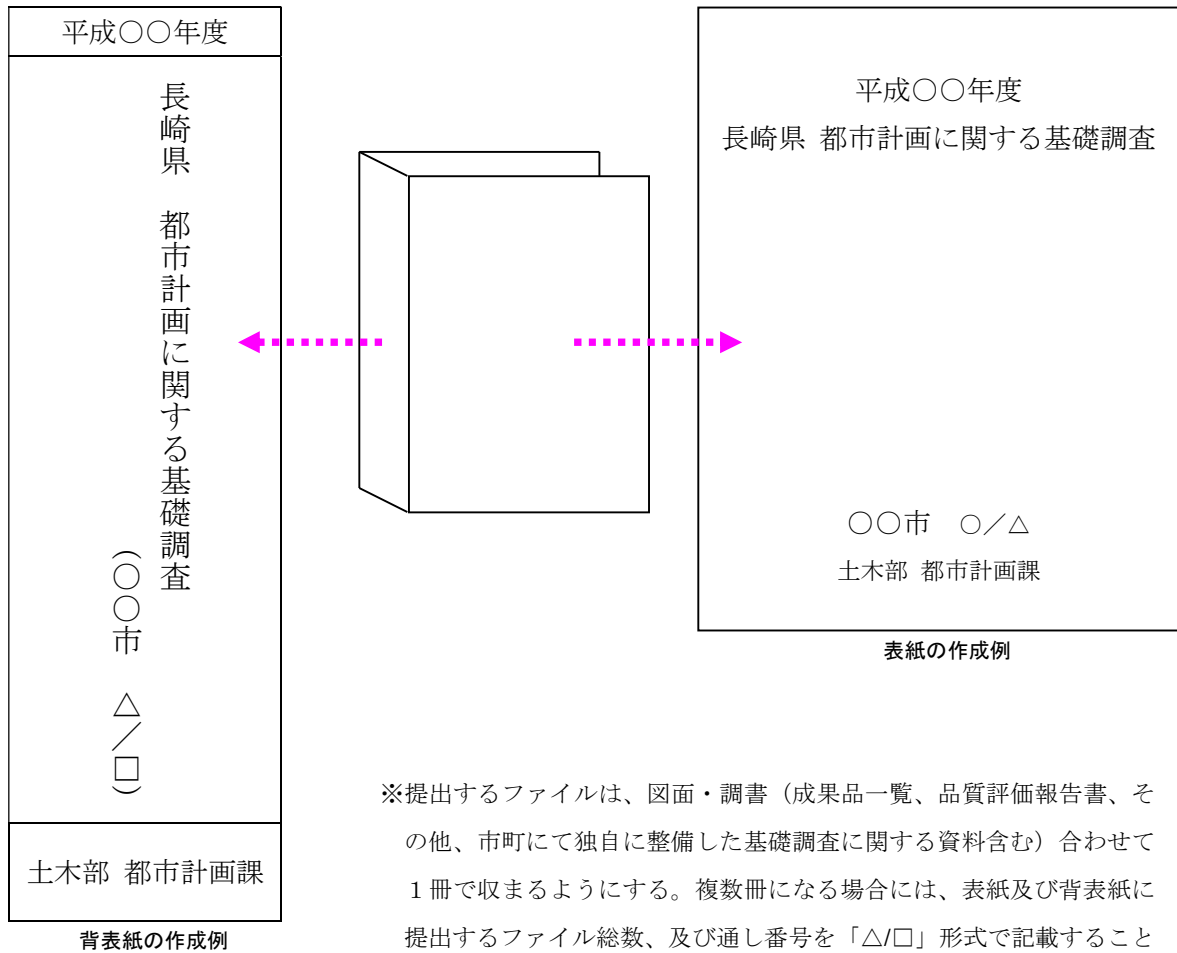 平成○○年度
長崎県　都市計画に関する基礎調査
（○○市　△／□）
土木部 都市計画課
背表紙の作成例
平成○○年度
長崎県 都市計画に関する基礎調査
○○市　○／△
土木部 都市計画課
表紙の作成例
※提出するファイルは、図面・調書（成果品一覧、品質評価報告書、そ
の他、市町にて独自に整備した基礎調査に関する資料含む）合わせて
１冊で収まるようにする。複数冊になる場合には、表紙及び背表紙に
提出するファイル総数、及び通し番号を「△/□」形式で記載すること